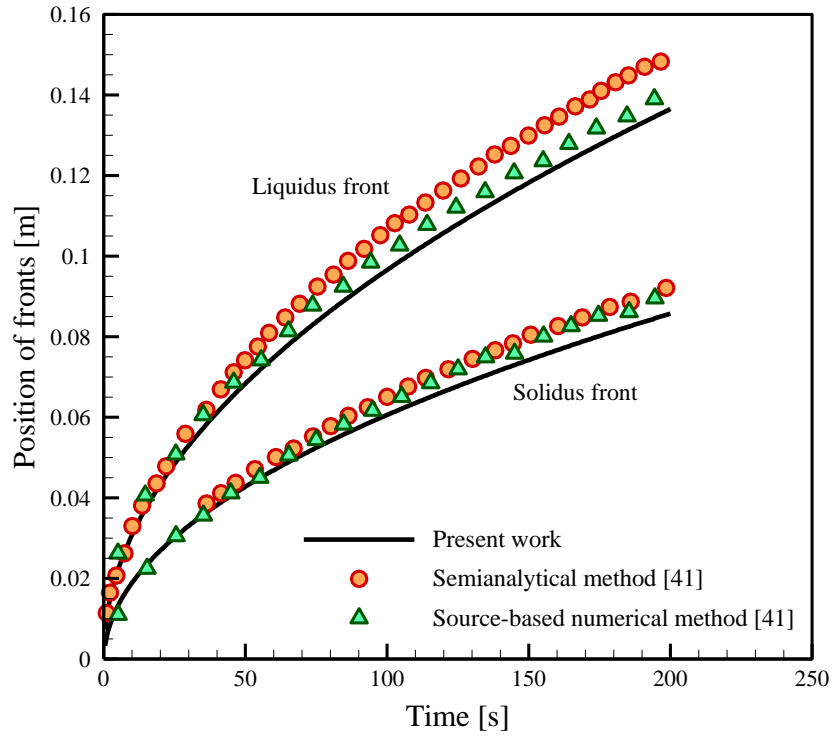 0.16
0.14
0.12
0.1
0.08
0.06
0.04
0.02
0
Position of fronts [m]
Liquidus front
Solidus front
Present work
Semianalytical method [41]
Source-based numerical method [41]
0 50 100 150 200 250
Time [s]